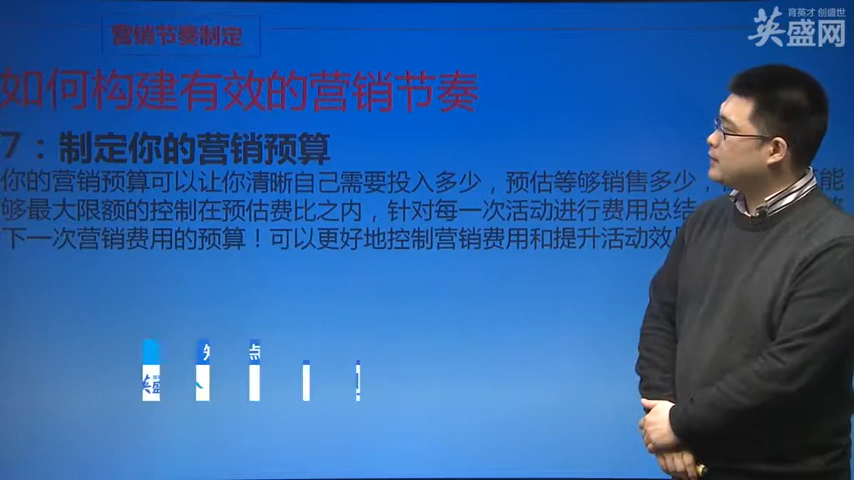 育英才 创盛世
英盛网
营销节奏制定
如何构建有效的营销节奏
7：制定你的营销预算
你的营销预算可以让你清晰自己需要投入多少，预估等够销售多少，
能
够最大限额的控制在预估费比之内，针对每一次活动进行费用总结
下一次营销费用的预算！可以更好地控制营销费用和提升活动效
点
英盛